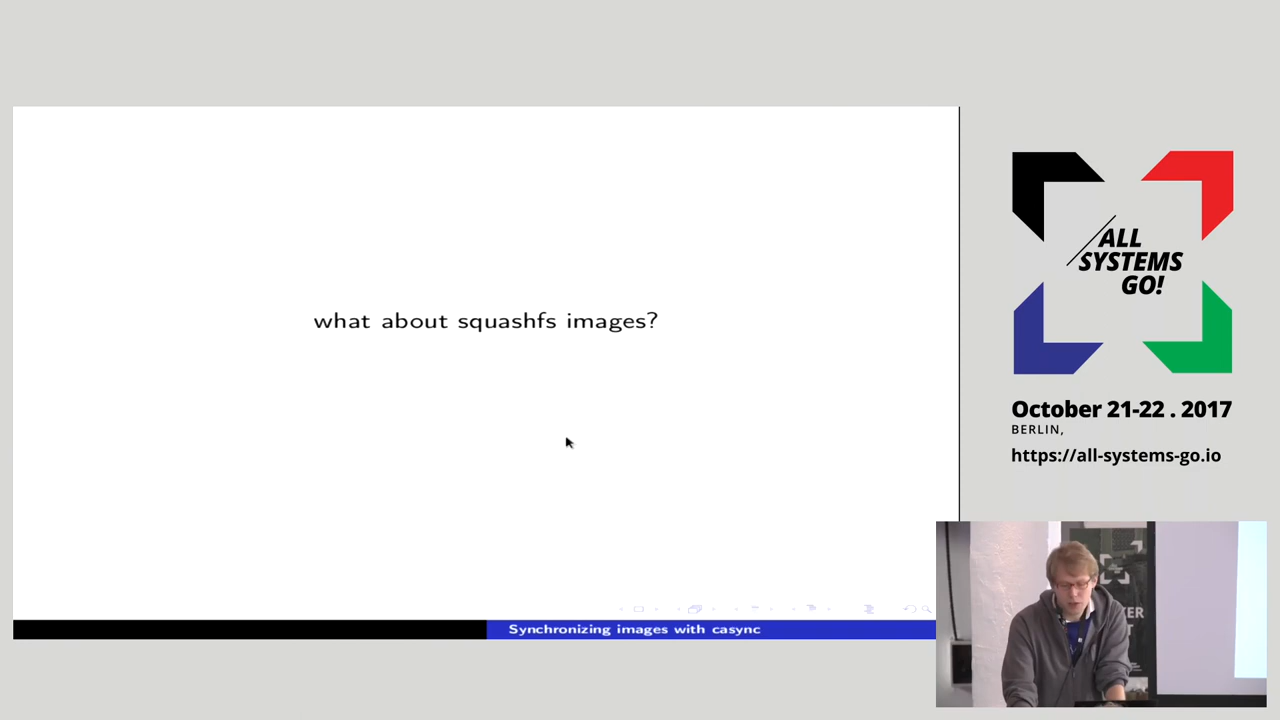 what about squashfs images?
Synchronizing images with casync
ALL
SYSTEMS
GO!
October 21-22 . 2017
BERLIN,
https://all-systems-go.io